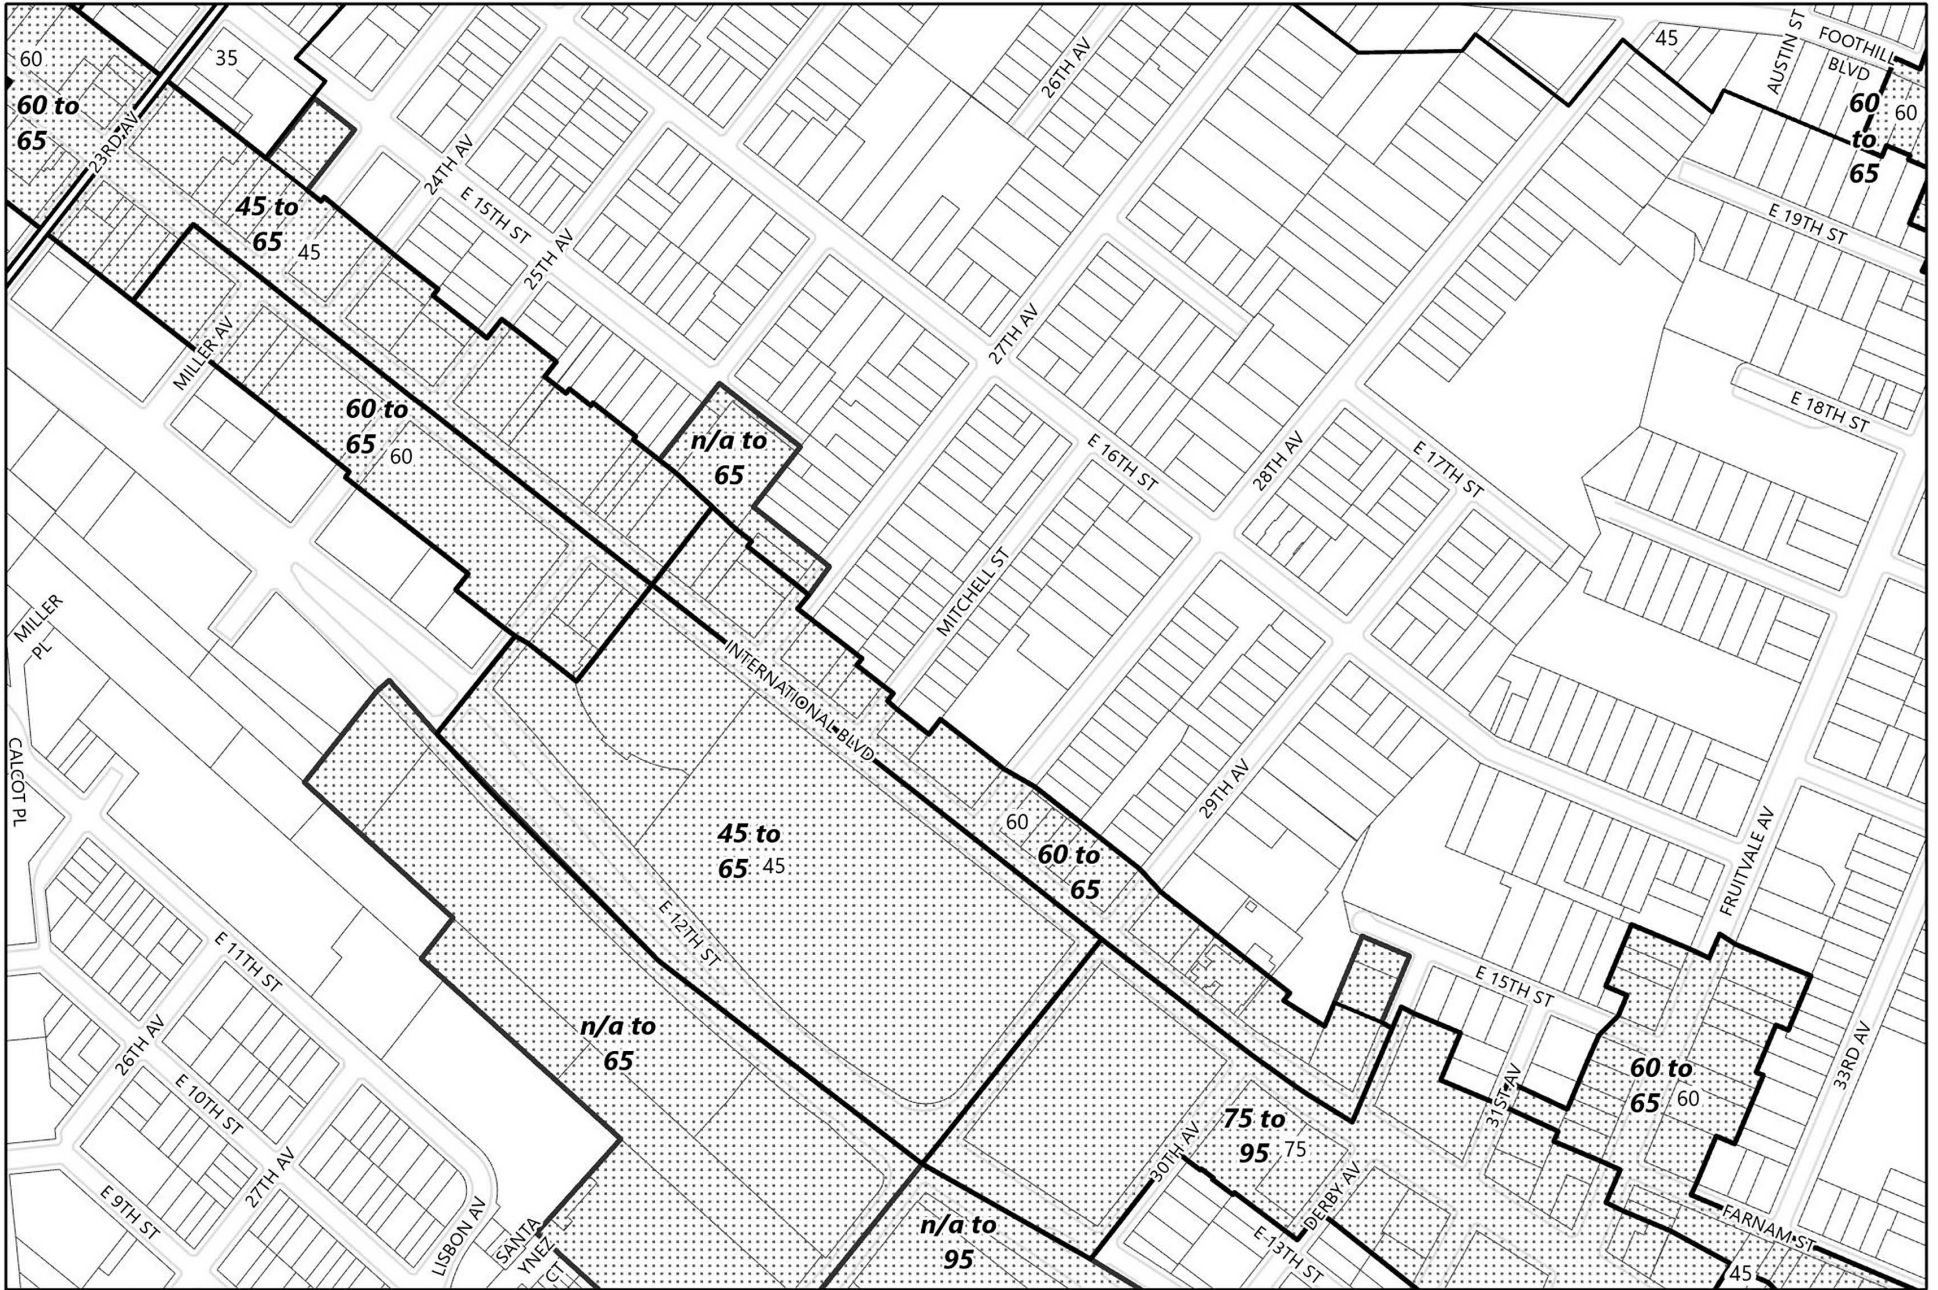 45
AUSTIN ST
FOOTHILL
BLVD
60
35
26TH AV
60 to
65
60
to
65
60
23RD AV
24TH AV
E 15TH ST
45 to
65
45
25TH AV
E 19TH ST
MILLER AV
27TH AV
60 to
65
60
n/a to
65
E 16TH ST
28TH AV
E 17TH ST
E 18TH ST
MILLER
PL
MITCHELL ST
INTERNATIONAL BLVD
CALCOT PL
29TH AV
60
60 to
65
45 to
65
45
FRUITVALE AV
E 12TH ST
E 11TH ST
E 15TH ST
n/a to
65
26TH AV
33RD AV
60 to
65
60
31ST AV
E 10TH ST
75 to
95
75
30TH AV
27TH AV
DERBY AV
E 9TH ST
LISBON AV
SANTA
YNEZ
CT
n/a to
95
E 13TH ST
FARNAM ST
45